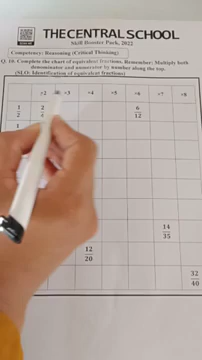 THE CENTRAL SCHOOL
Skill Booster Pack, 2022
Competency: Reasoning (Critical Thinking)
Q. 10. Complete the chart of equivalent fractions. Remember: Multiply both
denominator and numerator by number along the top.
(SLO: Identification of equivalent fractions)
×2 ×3 ×4 ×5 ×6 ×7 ×8
1/2 2/4 6/12
1
14/35
12/20
32/40